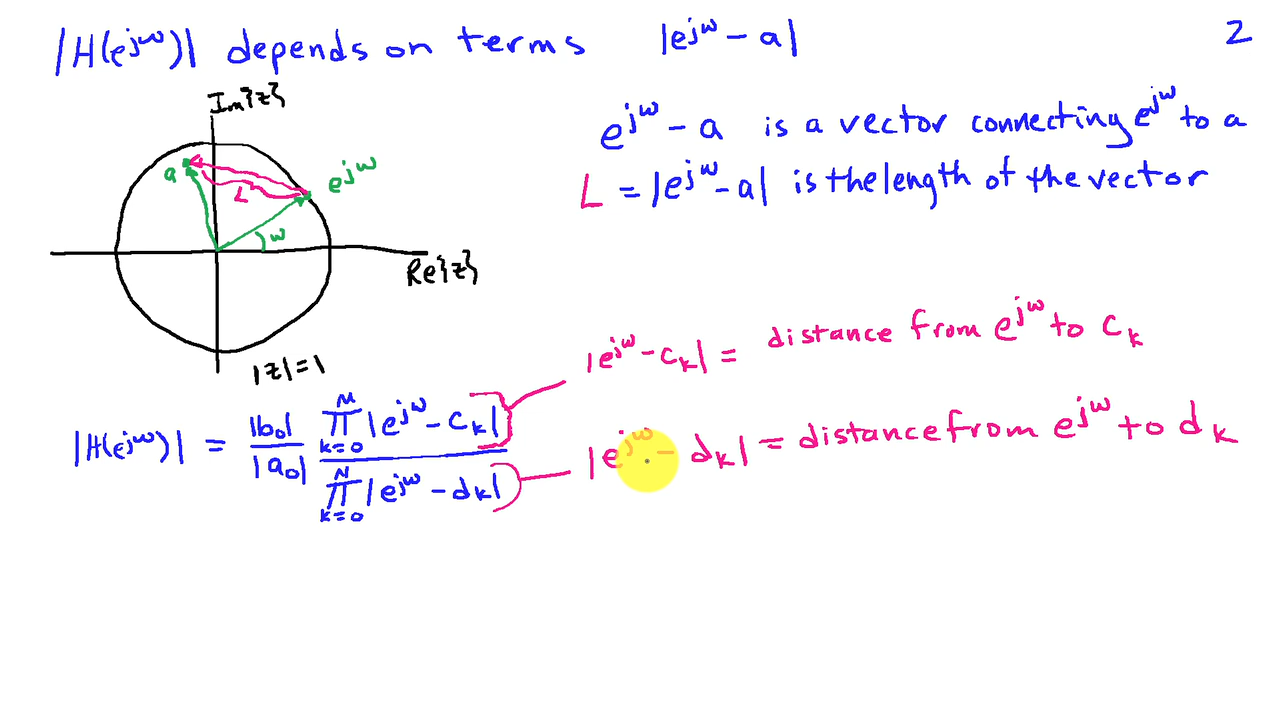 |H(e^jω)| depends on terms |e^jω - a| 2
Im{z}
e^jω - a is a vector connecting e^jω to a
a
e^jω
L
L = |e^jω - a| is the length of the vector
ω
Re{z}
|z|=1
|e^jω - c_k| = distance from e^jω to c_k
|H(e^jω)| = |b_0| / |a_0| ∏_{k=0}^{M} |e^jω - c_k| / ∏_{k=0}^{N} |e^jω - d_k|
|e^jω - d_k| = distance from e^jω to d_k